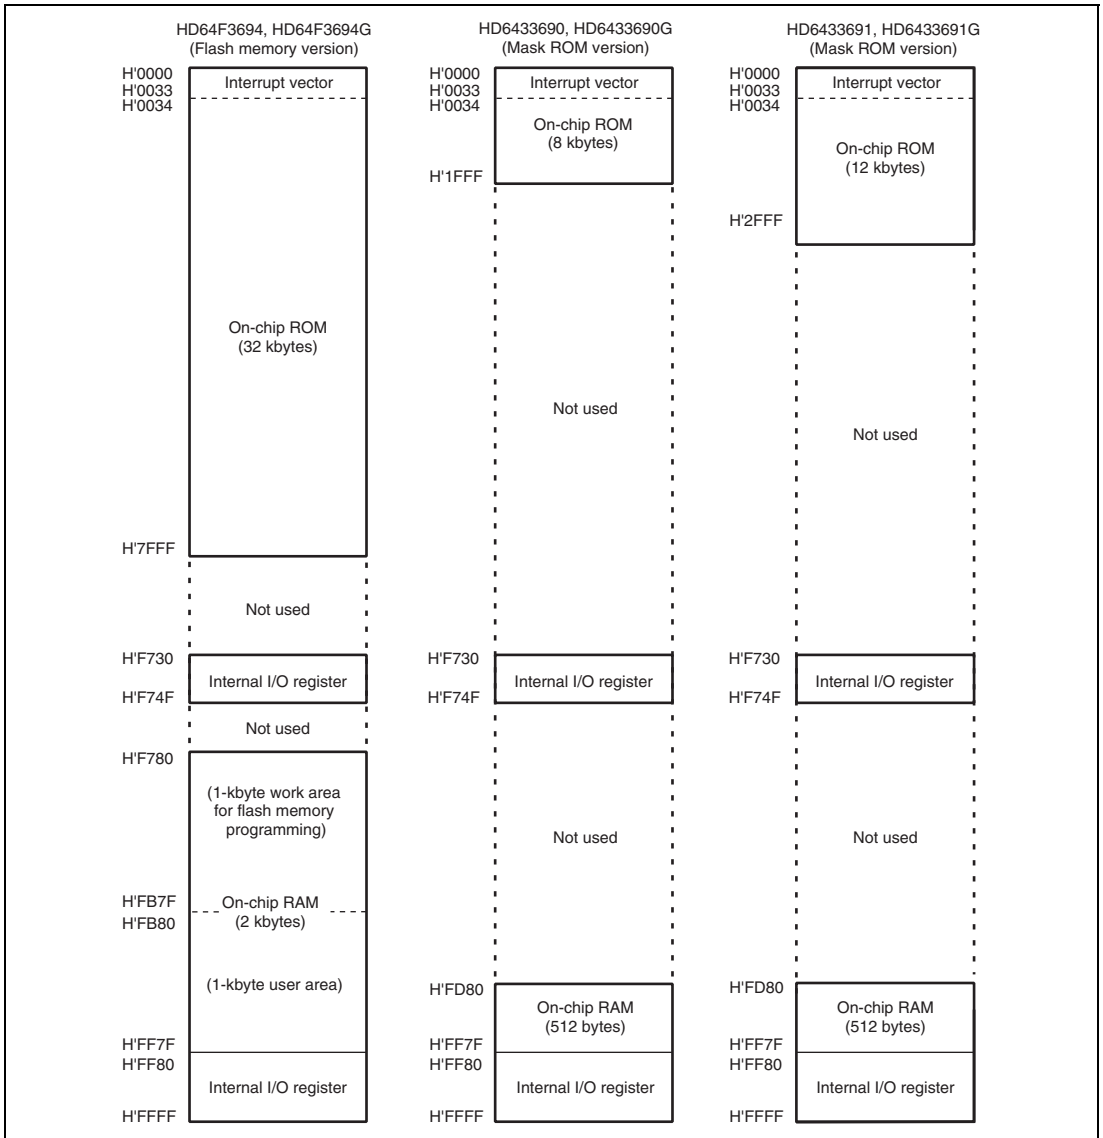 HD64F3694, HD64F3694G
(Flash memory version)
H'0000
H'0033
H'0034
Interrupt vector
On-chip ROM
(32 kbytes)
H'7FFF
Not used
H'F730
Internal I/O register
H'F74F
Not used
H'F780
(1-kbyte work area
for flash memory
programming)
H'FB7F
H'FB80
On-chip RAM
(2 kbytes)
(1-kbyte user area)
H'FF7F
H'FF80
Internal I/O register
H'FFFF
HD6433690, HD6433690G
(Mask ROM version)
H'0000
H'0033
H'0034
Interrupt vector
On-chip ROM
(8 kbytes)
H'1FFF
Not used
H'F730
Internal I/O register
H'F74F
Not used
H'FD80
On-chip RAM
(512 bytes)
H'FF7F
H'FF80
Internal I/O register
H'FFFF
HD6433691, HD6433691G
(Mask ROM version)
H'0000
H'0033
H'0034
Interrupt vector
On-chip ROM
(12 kbytes)
H'2FFF
Not used
H'F730
Internal I/O register
H'F74F
Not used
H'FD80
On-chip RAM
(512 bytes)
H'FF7F
H'FF80
Internal I/O register
H'FFFF